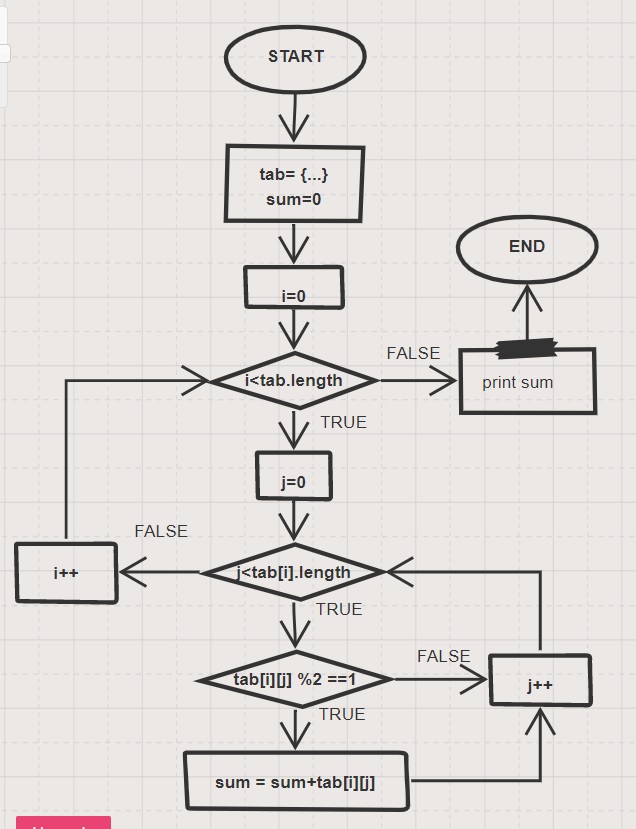 START
tab= {...}
sum=0
END
i=0
FALSE
i<tab.length
print sum
TRUE
j=0
FALSE
i++
j<tab[i].length
TRUE
FALSE
tab[i][j] %2 ==1
j++
TRUE
sum = sum+tab[i][j]